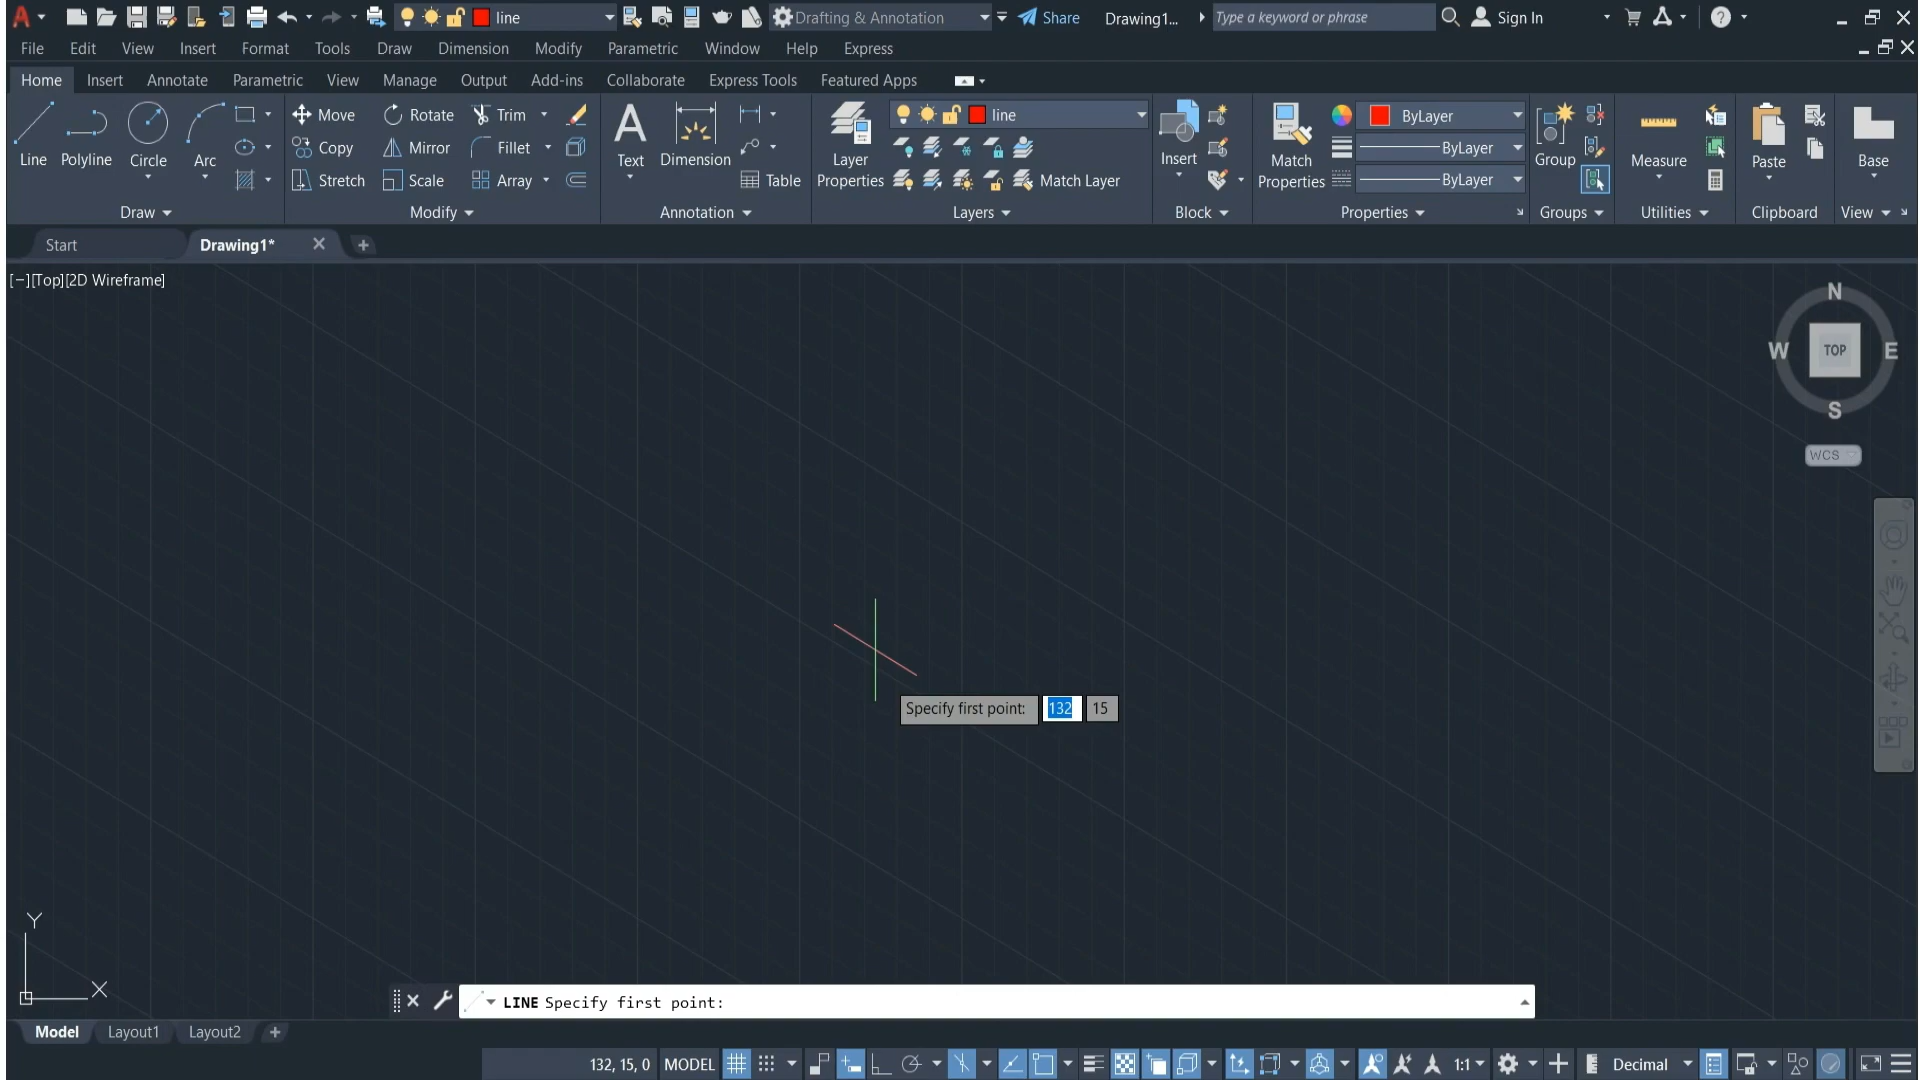 line
Drafting & Annotation
Share
Drawing1...
Type a keyword or phrase
Sign In
File Edit View Insert Format Tools Draw Dimension Modify Parametric Window Help Express
Home Insert Annotate Parametric View Manage Output Add-ins Collaborate Express Tools Featured Apps
Move Rotate Trim line ByLayer
Copy Mirror Fillet ByLayer
Line Polyline Circle Arc Text Dimension Layer Insert Match Group Measure Paste Base
Stretch Scale Array Table Properties Match Layer Properties ByLayer
Draw Modify Annotation Layers Block Properties Groups Utilities Clipboard View
Start Drawing1*
[−][Top][2D Wireframe]
N
W TOP E
S
WCS
Specify first point: 132 15
Y
X
LINE Specify first point:
Model Layout1 Layout2
132, 15, 0 MODEL 1:1 Decimal